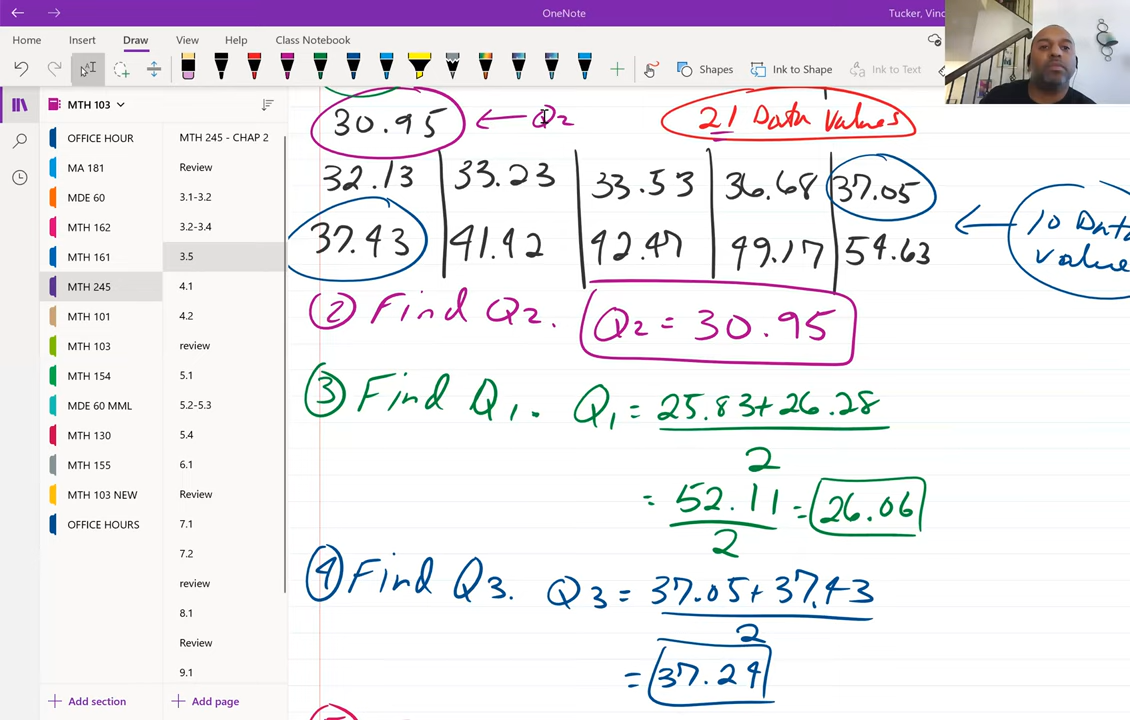 OneNote
Tucker, Vinc
Home Insert Draw View Help Class Notebook
Shapes Ink to Shape Ink to Text
MTH 103
OFFICE HOUR
MA 181
MDE 60
MTH 162
MTH 161
MTH 245
MTH 101
MTH 103
MTH 154
MDE 60 MML
MTH 130
MTH 155
MTH 103 NEW
OFFICE HOURS
Add section
MTH 245 - CHAP 2
Review
3.1-3.2
3.2-3.4
3.5
4.1
4.2
review
5.1
5.2-5.3
5.4
6.1
Review
7.1
7.2
review
8.1
Review
9.1
Add page
30.95 ← Q2 21 Data Values
32.13 33.23 33.53 36.68 37.05
37.43 41.42 42.47 49.17 54.63
← 10 Data
Value
② Find Q2. Q2 = 30.95
③ Find Q1. Q1 = 25.83+26.28
2
= 52.11 = 26.06
2
④ Find Q3. Q3 = 37.05+37.43
2
= 37.24